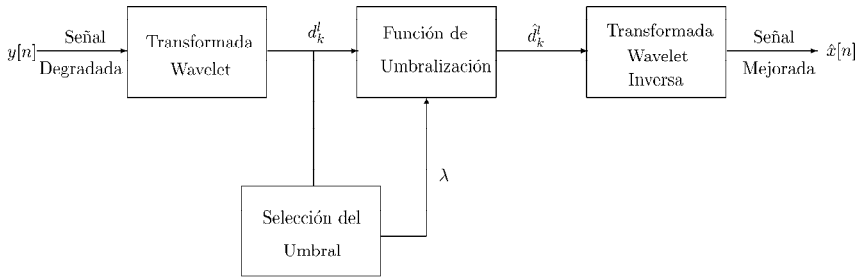 y[n]
Señal
Degradada
Transformada
Wavelet
d_k^l
Función de
Umbralización
\hat{d}_k^l
Transformada
Wavelet
Inversa
Señal
Mejorada
\hat{x}[n]
λ
Selección del
Umbral